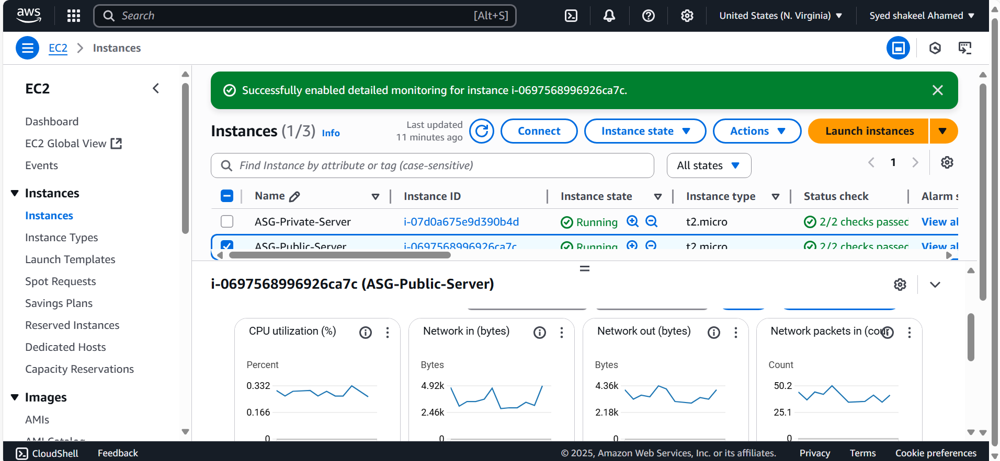 aws
Search [Alt+S]
United States (N. Virginia)
Syed shakeel Ahamed
EC2
Instances
EC2
Dashboard
EC2 Global View
Events
Instances
Instances
Instance Types
Launch Templates
Spot Requests
Savings Plans
Reserved Instances
Dedicated Hosts
Capacity Reservations
Images
AMIs
AMI Catalog
Successfully enabled detailed monitoring for instance i-0697568996926ca7c.
Instances (1/3) Info
Last updated
11 minutes ago
Connect
Instance state
Actions
Launch instances
Find Instance by attribute or tag (case-sensitive)
All states
1
Name Instance ID Instance state Instance type Status check Alarm s
ASG-Private-Server i-07d0a675e9d390b4d Running t2.micro 2/2 checks passed View al
ASG-Public-Server i-0697568996926ca7c Running t2.micro 2/2 checks passed View al
i-0697568996926ca7c (ASG-Public-Server)
CPU utilization (%)
Percent
0.332
0.166
0
Network in (bytes)
Bytes
4.92k
2.46k
0
Network out (bytes)
Bytes
4.36k
2.18k
0
Network packets in (cour
Count
50.2
25.1
0
CloudShell Feedback © 2025, Amazon Web Services, Inc. or its affiliates. Privacy Terms Cookie preferences